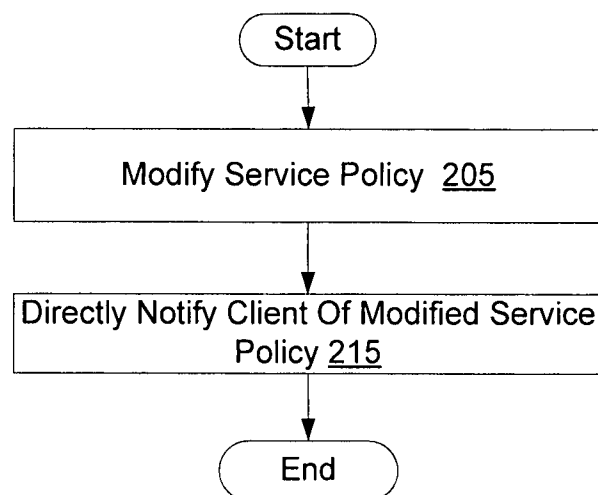 Start
Modify Service Policy 205
Directly Notify Client Of Modified Service
Policy 215
End